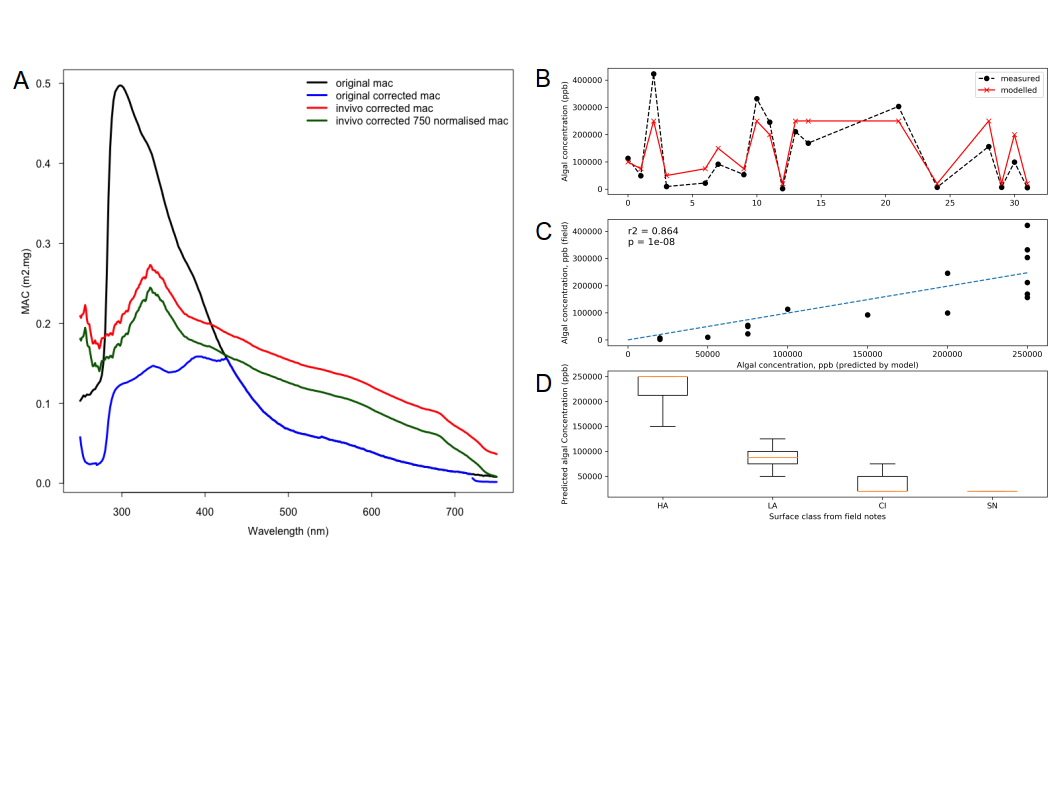 A
0.5
0.4
0.3
0.2
0.1
0.0
MAC (m2.mg)
300
400
500
600
700
Wavelength (nm)
original mac
original corrected mac
invivo corrected mac
invivo corrected 750 normalised mac
B
Algal concentration (ppb)
400000
300000
200000
100000
0
0
5
10
15
20
25
30
measured
modelled
C
Algal concentration, ppb (field)
400000
300000
200000
100000
0
r2 = 0.864
p = 1e-08
0
50000
100000
150000
200000
250000
Algal concentration, ppb (predicted by model)
D
Predicted algal Concentration (ppb)
250000
200000
150000
100000
50000
HA
LA
CI
SN
Surface class from field notes